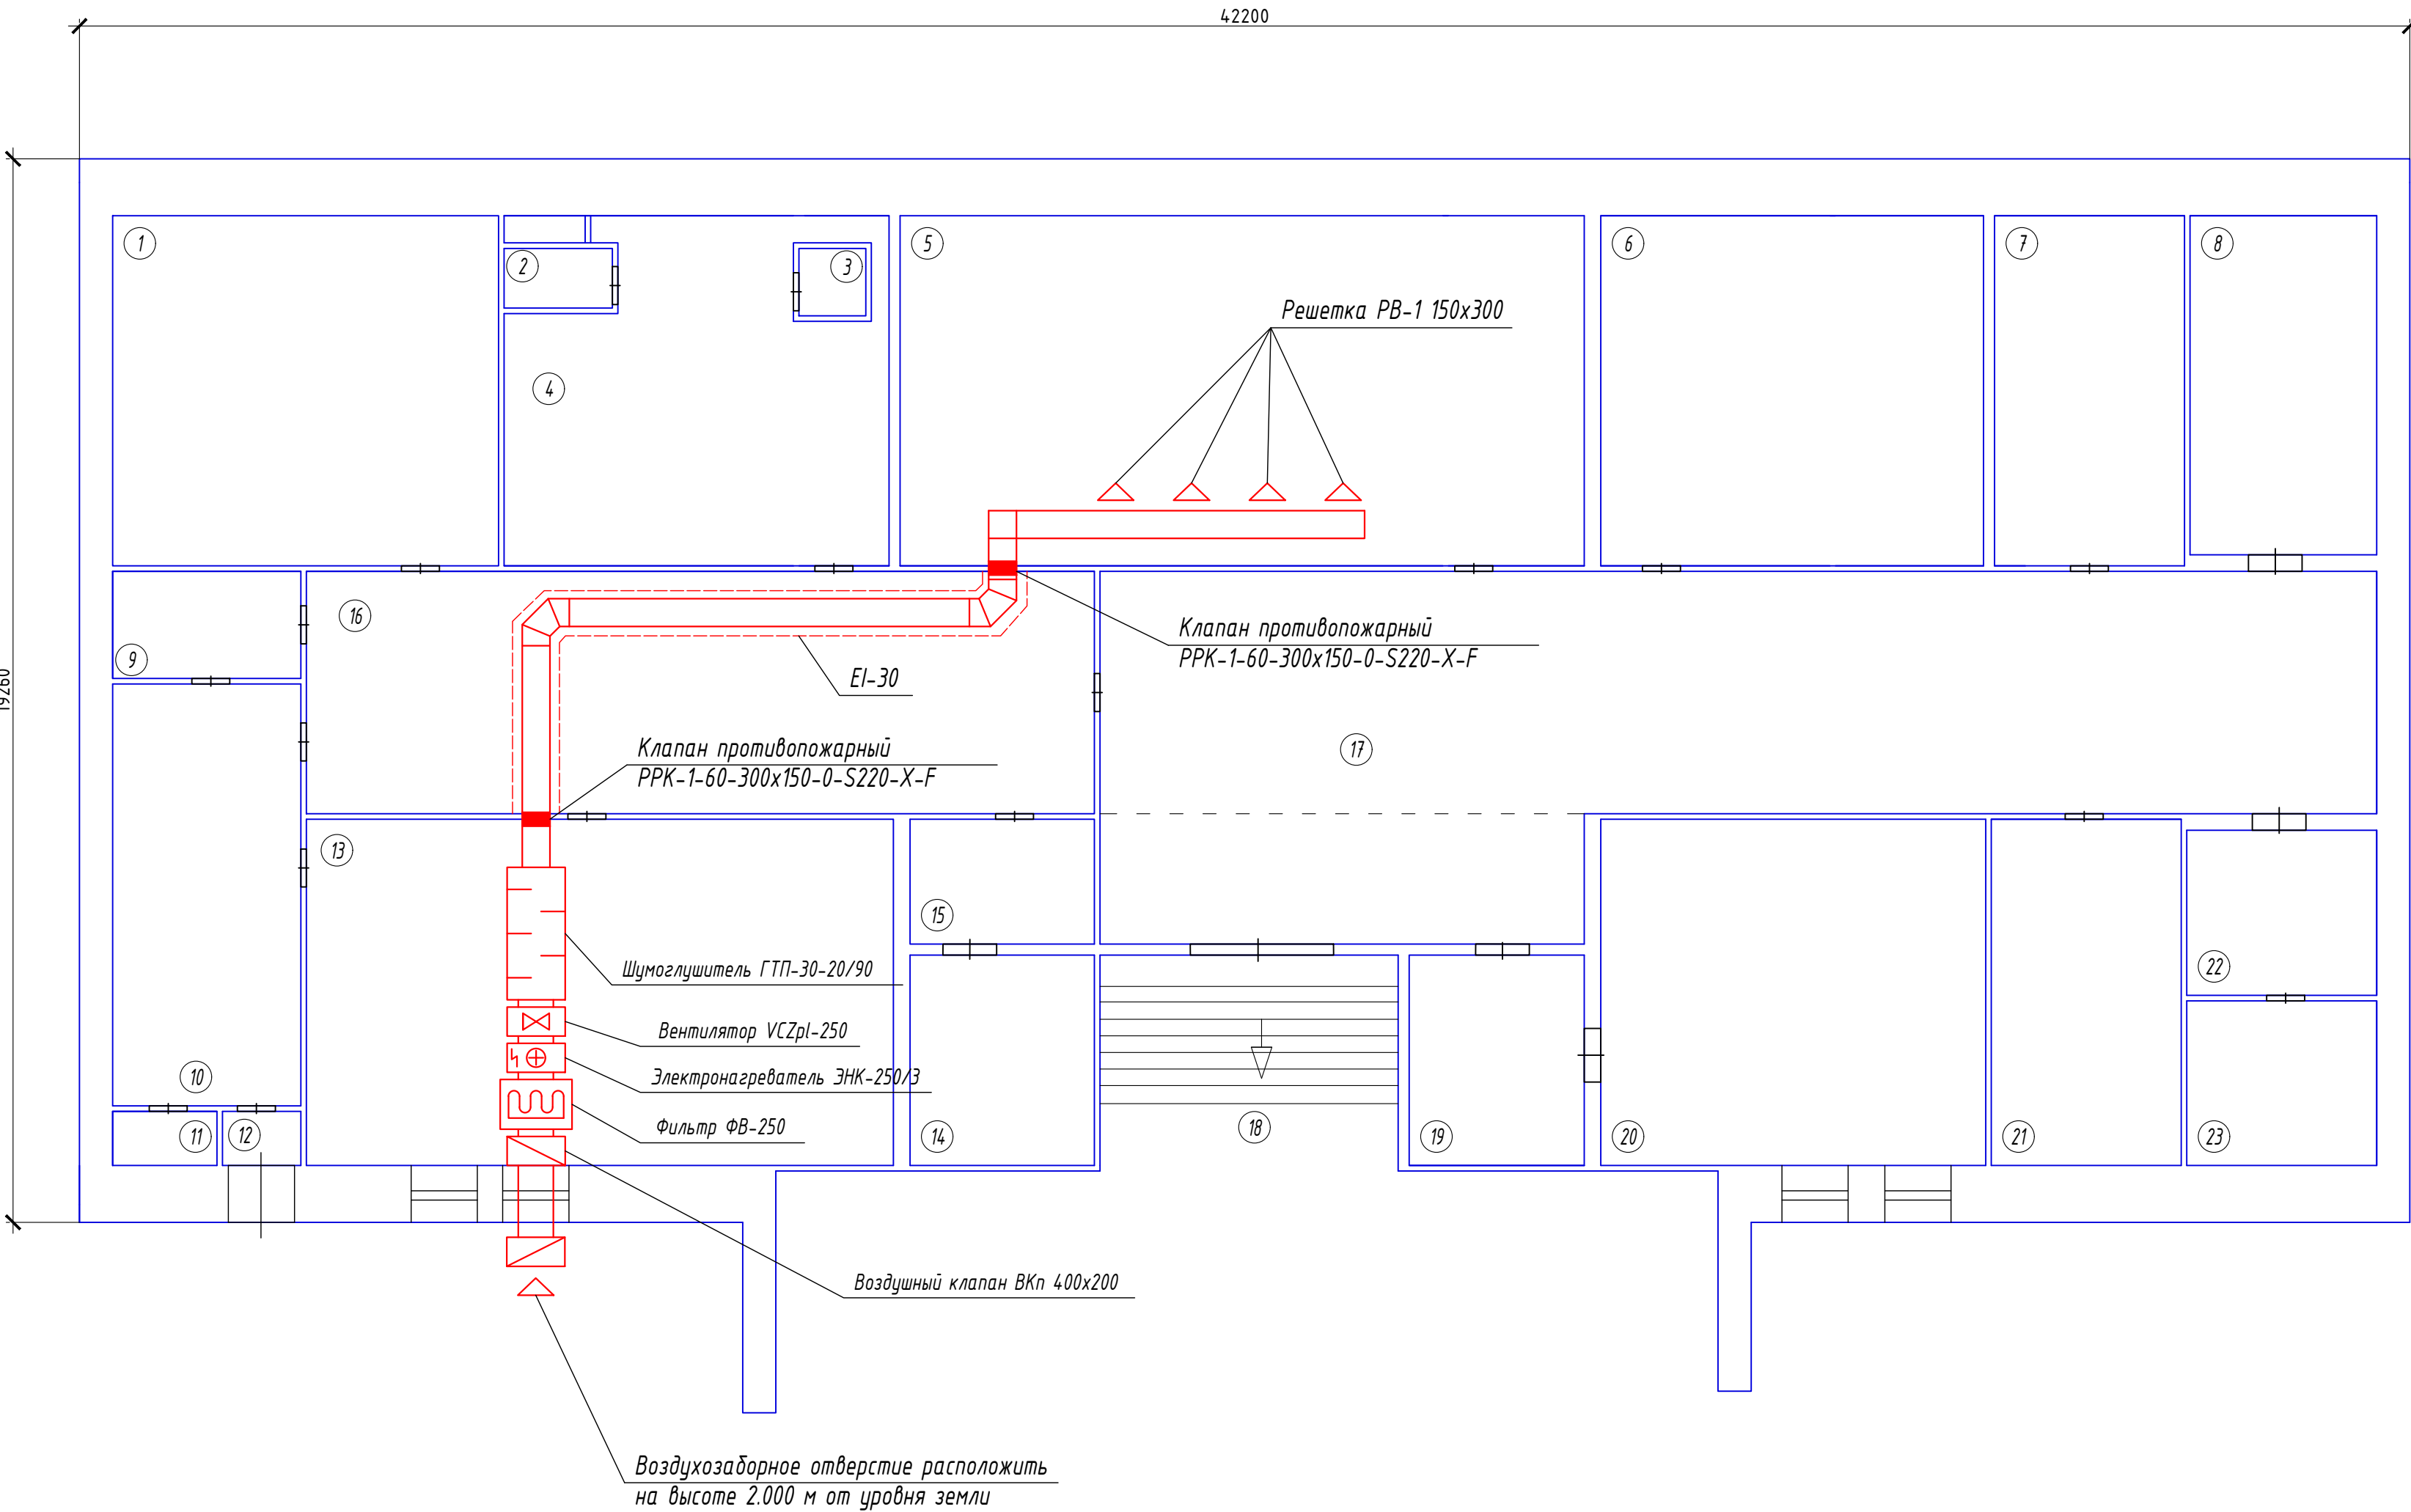 42200
1
2
3
4
5
6
7
8
Решетка РВ-1 150х300
16
9
Клапан противопожарный
РРК-1-60-300х150-0-S220-X-F
EI-30
19260
Клапан противопожарный
РРК-1-60-300х150-0-S220-X-F
17
13
15
Шумоглушитель ГТП-30-20/90
22
Вентилятор VCZpl-250
10
Электронагреватель ЭНК-250/3
Фильтр ФВ-250
11
12
14
18
19
20
21
23
Воздушный клапан ВКп 400х200
Воздухозаборное отверстие расположить
на высоте 2.000 м от уровня земли